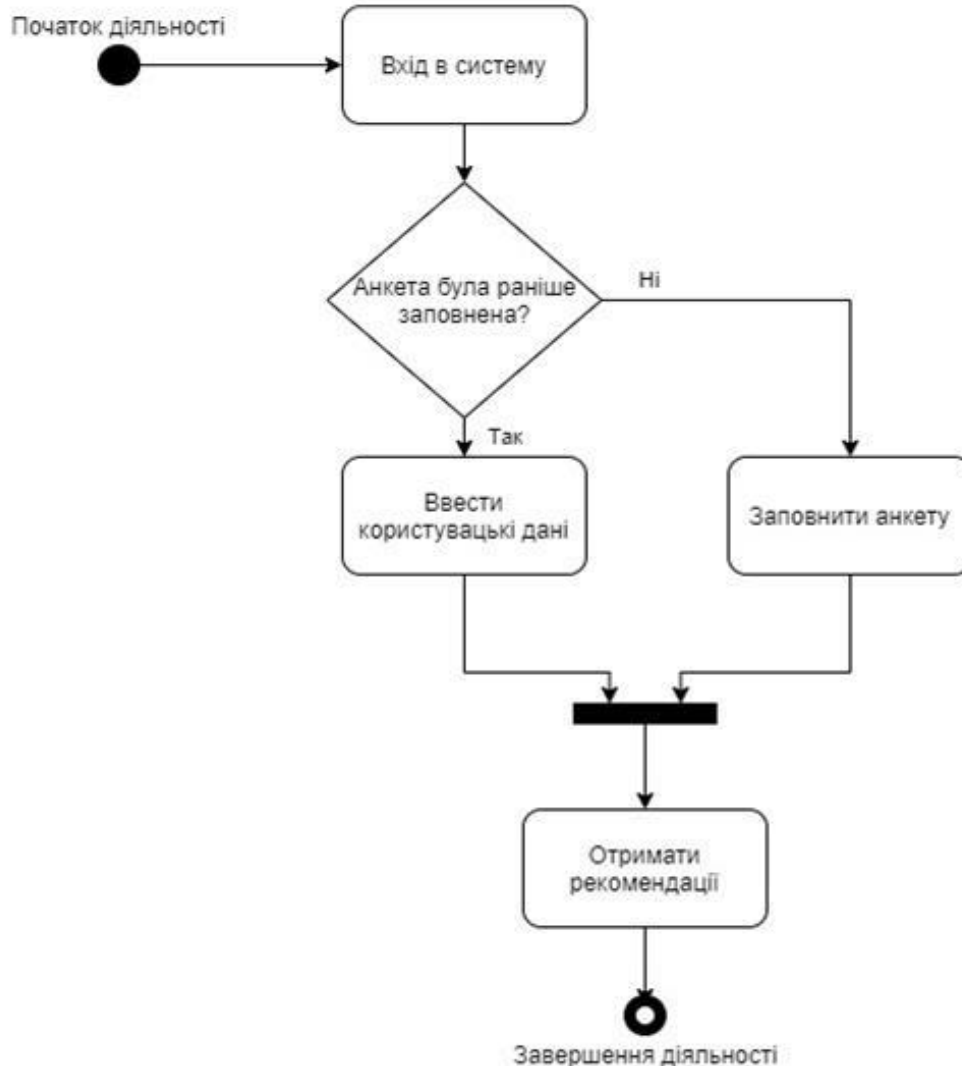 Початок діяльності
Вхід в систему
Анкета була раніше
заповнена?
Ні
Так
Ввести
користувацькі дані
Заповнити анкету
Отримати
рекомендації
Завершення діяльності